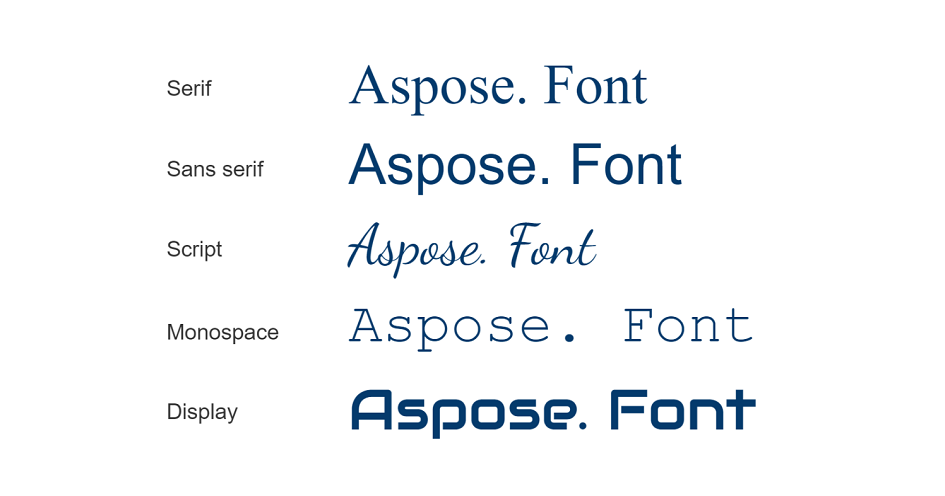 Serif Aspose. Font
Sans serif Aspose. Font
Script Aspose. Font
Monospace Aspose. Font
Display Aspose. Font